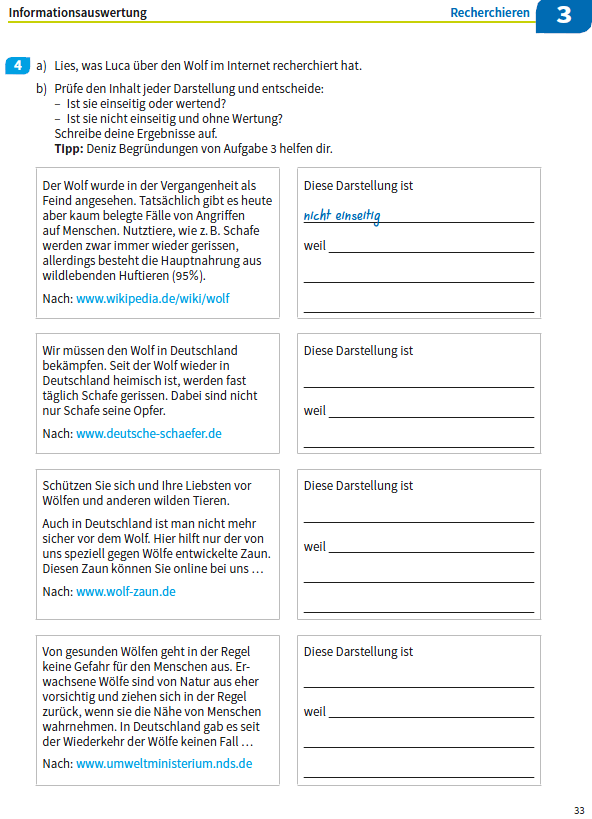 Informationsauswertung
Recherchieren
3
4 a) Lies, was Luca über den Wolf im Internet recherchiert hat.
b) Prüfe den Inhalt jeder Darstellung und entscheide:
– Ist sie einseitig oder wertend?
– Ist sie nicht einseitig und ohne Wertung?
Schreibe deine Ergebnisse auf.
Tipp: Deniz Begründungen von Aufgabe 3 helfen dir.
Der Wolf wurde in der Vergangenheit als
Feind angesehen. Tatsächlich gibt es heute
aber kaum belegte Fälle von Angriffen
auf Menschen. Nutztiere, wie z. B. Schafe
werden zwar immer wieder gerissen,
allerdings besteht die Hauptnahrung aus
wildlebenden Huftieren (95%).
Nach: www.wikipedia.de/wiki/wolf
Diese Darstellung ist
nicht einseitig
weil
Wir müssen den Wolf in Deutschland
bekämpfen. Seit der Wolf wieder in
Deutschland heimisch ist, werden fast
täglich Schafe gerissen. Dabei sind nicht
nur Schafe seine Opfer.
Nach: www.deutsche-schaefer.de
Diese Darstellung ist
weil
Schützen Sie sich und Ihre Liebsten vor
Wölfen und anderen wilden Tieren.
Auch in Deutschland ist man nicht mehr
sicher vor dem Wolf. Hier hilft nur der von
uns speziell gegen Wölfe entwickelte Zaun.
Diesen Zaun können Sie online bei uns …
Nach: www.wolf-zaun.de
Diese Darstellung ist
weil
Von gesunden Wölfen geht in der Regel
keine Gefahr für den Menschen aus. Er-
wachsene Wölfe sind von Natur aus eher
vorsichtig und ziehen sich in der Regel
zurück, wenn sie die Nähe von Menschen
wahrnehmen. In Deutschland gab es seit
der Wiederkehr der Wölfe keinen Fall …
Nach: www.umweltministerium.nds.de
Diese Darstellung ist
weil
33